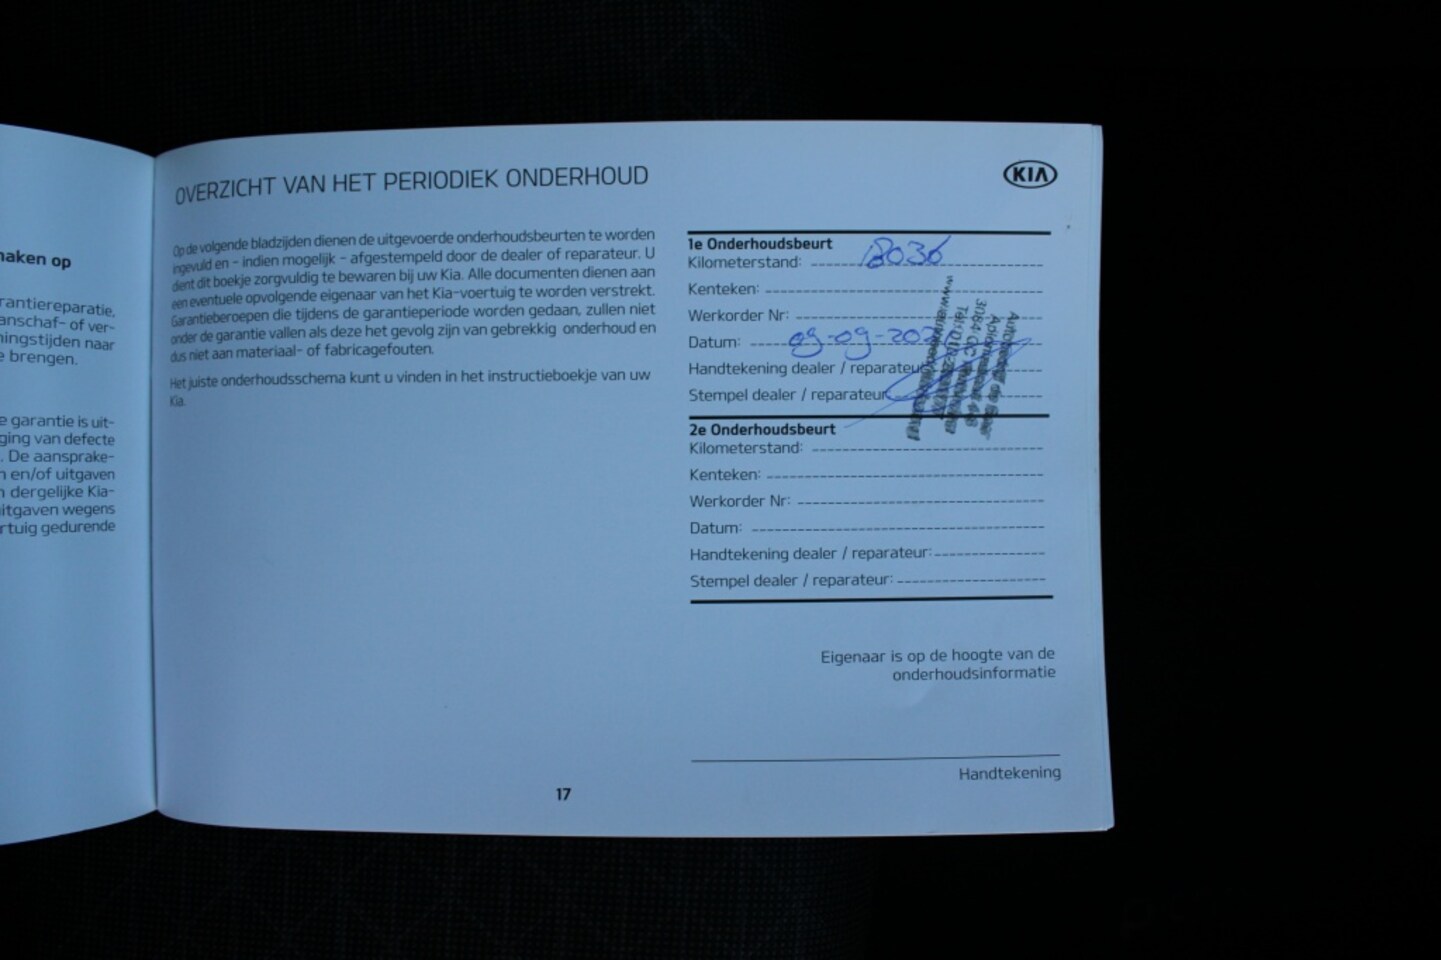 maken op
rantiereparatie,
anschaf- of ver-
ningstijden naar
e brengen.
e garantie is uit-
ging van defecte
. De aansprake-
n en/of uitgaven
n dergelijke Kia-
uitgaven wegens
rtuig gedurende
OVERZICHT VAN HET PERIODIEK ONDERHOUD
Op de volgende bladzijden dienen de uitgevoerde onderhoudsbeurten te worden
ingevuld en - indien mogelijk - afgestempeld door de dealer of reparateur. U
dient dit boekje zorgvuldig te bewaren bij uw Kia. Alle documenten dienen aan
een eventuele opvolgende eigenaar van het Kia-voertuig te worden verstrekt.
Garantieberoepen die tijdens de garantieperiode worden gedaan, zullen niet
onder de garantie vallen als deze het gevolg zijn van gebrekkig onderhoud en
dus niet aan materiaal- of fabricagefouten.
Het juiste onderhoudsschema kunt u vinden in het instructieboekje van uw
Kia.
17
KIA
1e Onderhoudsbeurt
Kilometerstand: 18036
Kenteken:
Werkorder Nr:
Datum: 09-09-202
Handtekening dealer / reparateur
Stempel dealer / reparateur
2e Onderhoudsbeurt
Kilometerstand:
Kenteken:
Werkorder Nr:
Datum:
Handtekening dealer / reparateur:
Stempel dealer / reparateur:
Eigenaar is op de hoogte van de
onderhoudsinformatie
Handtekening